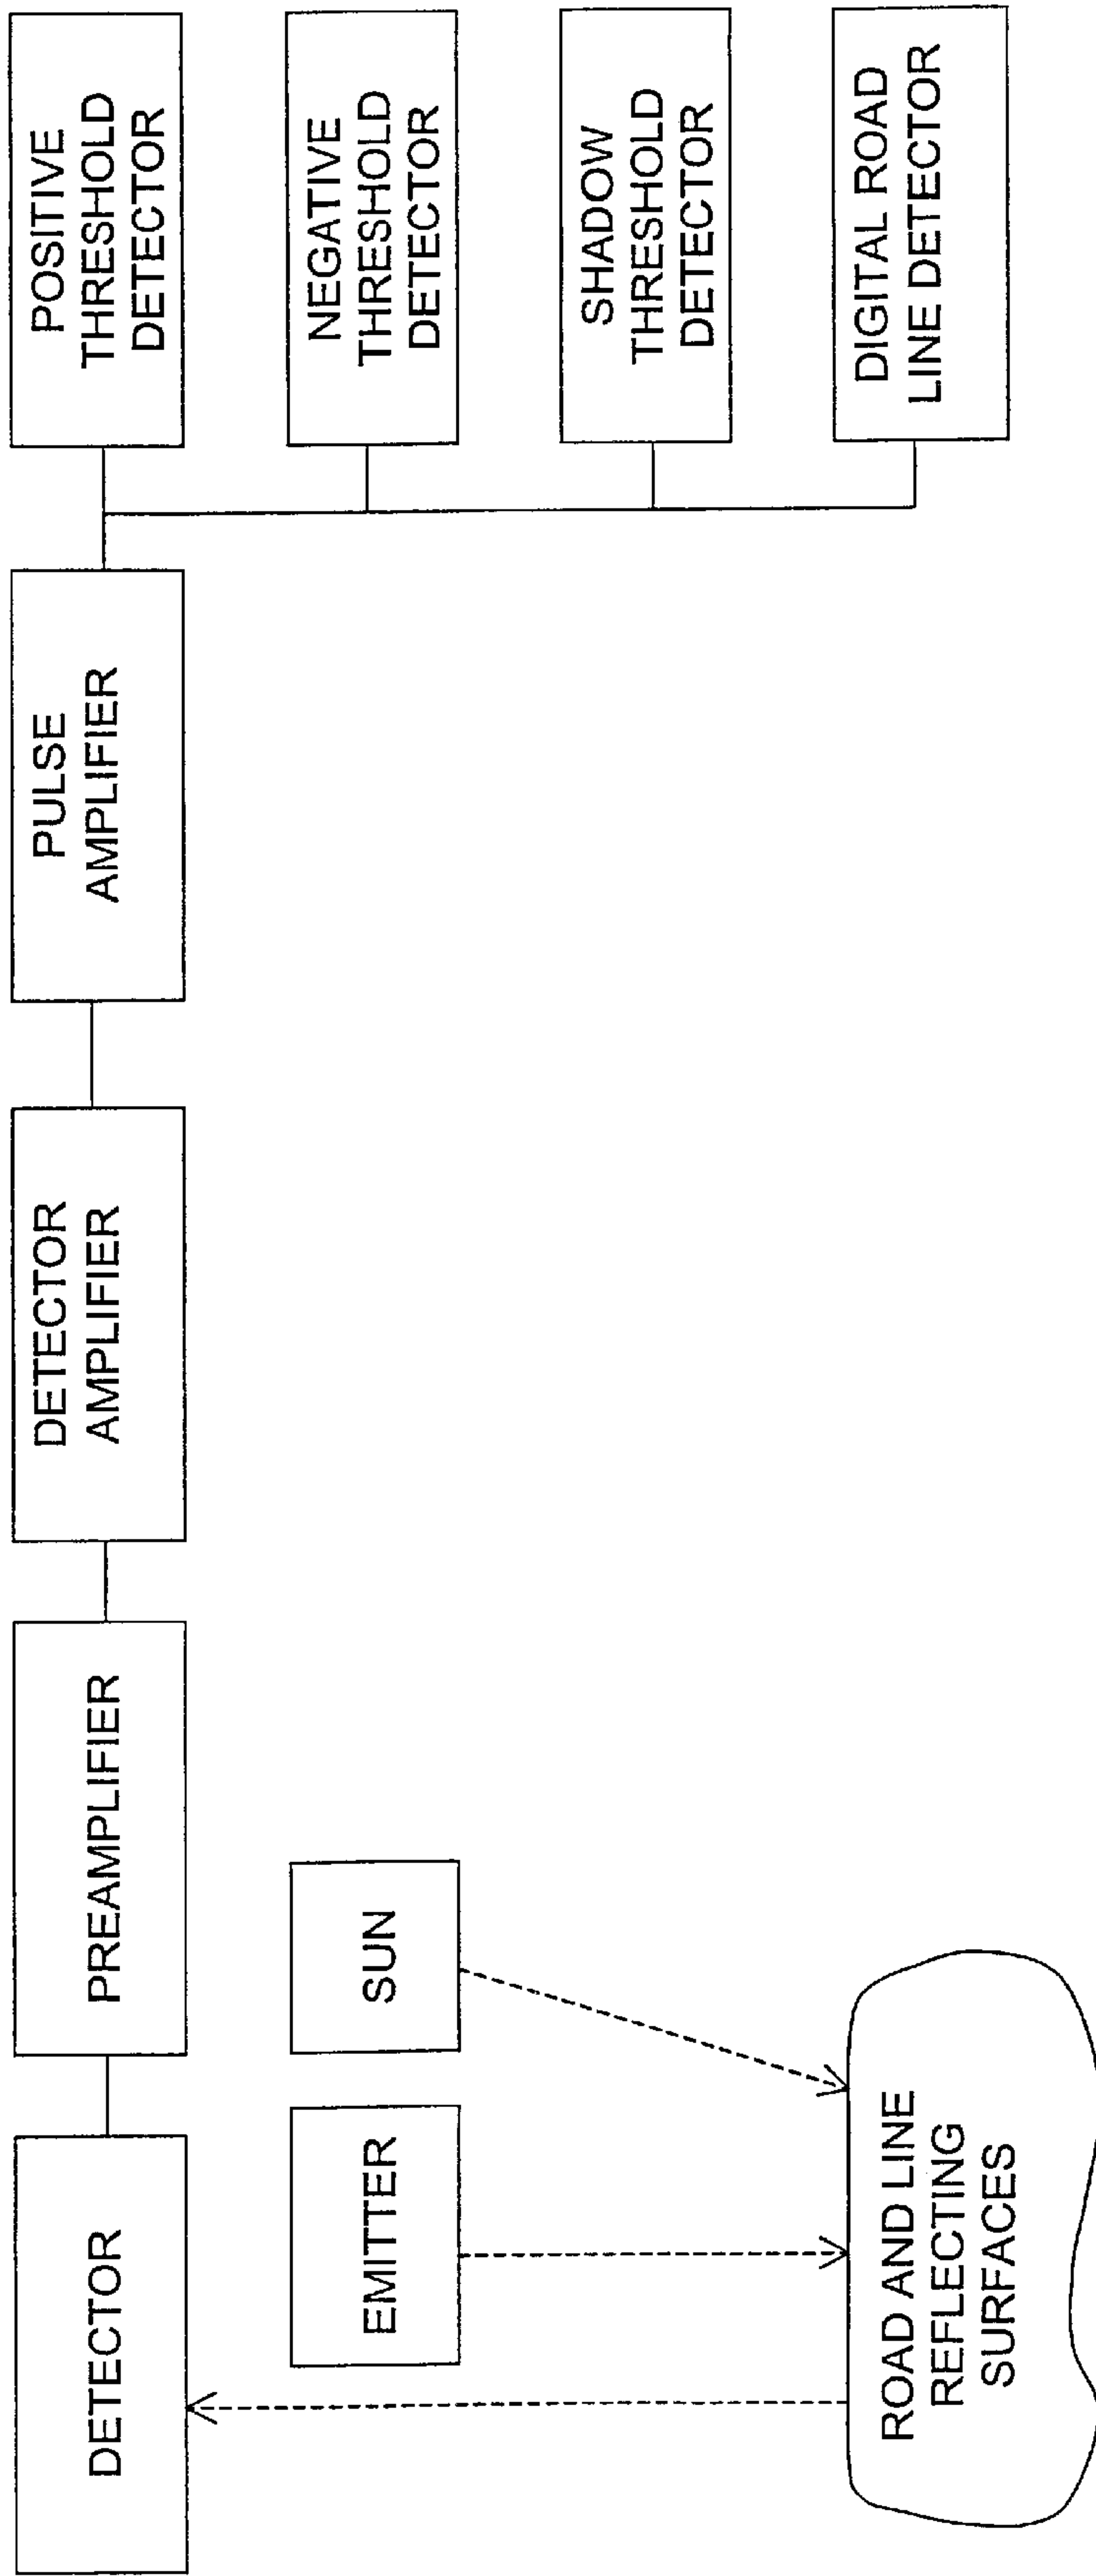 DETECTOR
PREAMPLIFIER
DETECTOR
AMPLIFIER
PULSE
AMPLIFIER
POSITIVE
THRESHOLD
DETECTOR
NEGATIVE
THRESHOLD
DETECTOR
SHADOW
THRESHOLD
DETECTOR
DIGITAL ROAD
LINE DETECTOR
EMITTER
SUN
ROAD AND LINE
REFLECTING
SURFACES